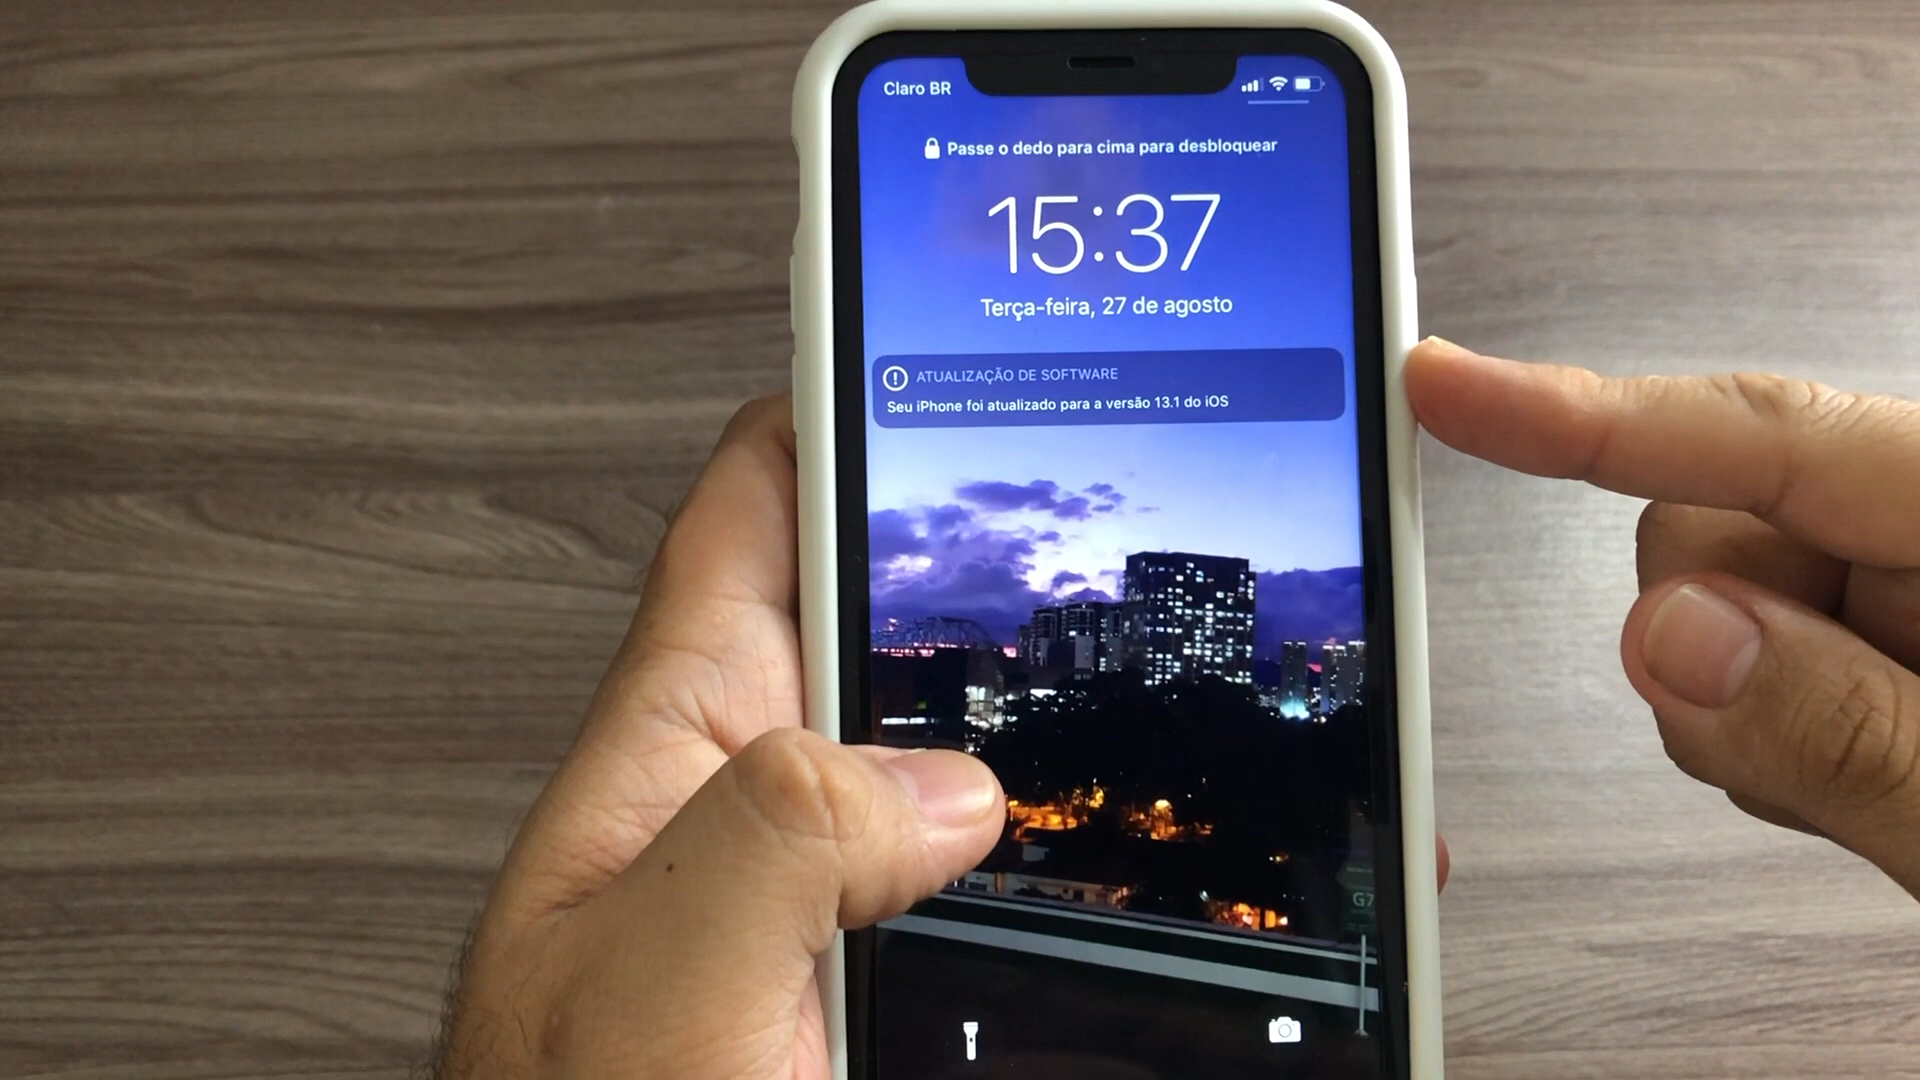 Claro BR
Passe o dedo para cima para desbloquear
15:37
Terça-feira, 27 de agosto
ATUALIZAÇÃO DE SOFTWARE
Seu iPhone foi atualizado para a versão 13.1 do iOS
G7